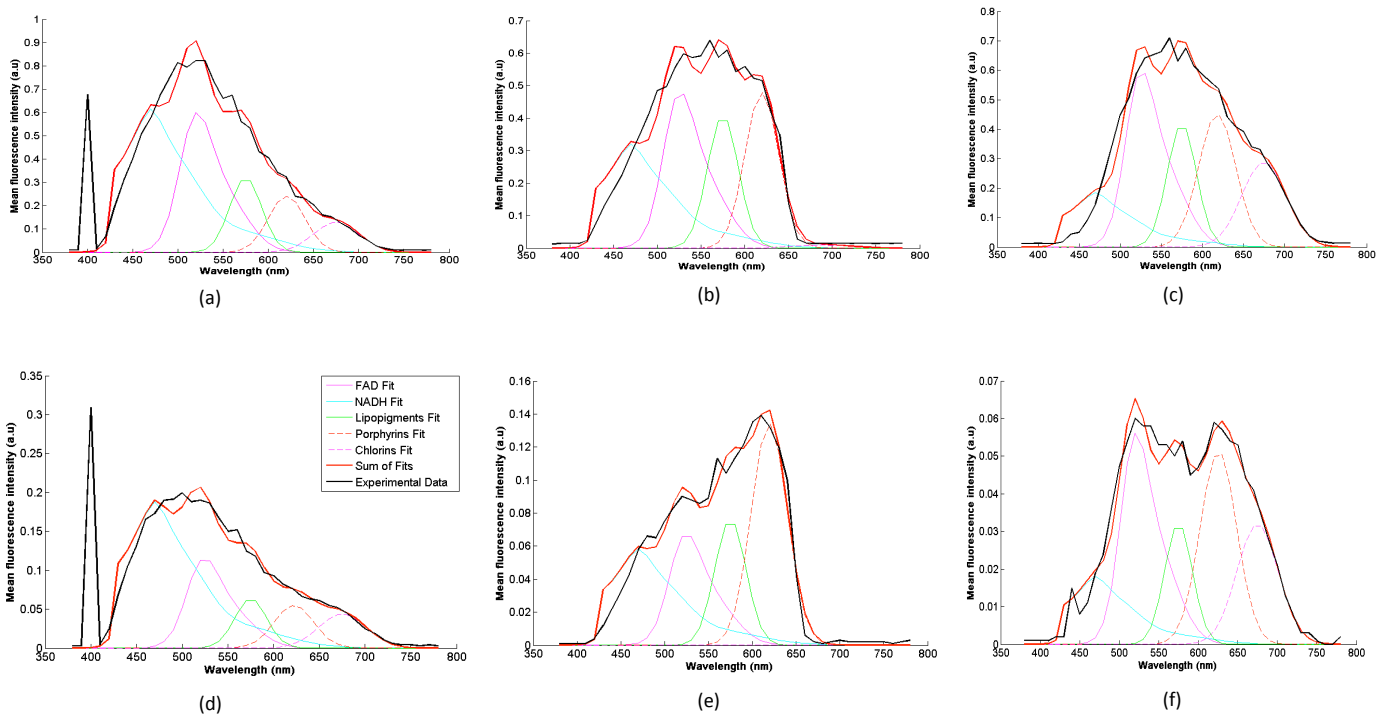 Mean fluorescence intensity (a.u)
1
0.9
0.8
0.7
0.6
0.5
0.4
0.3
0.2
0.1
0
350 400 450 500 550 600 650 700 750 800
Wavelength (nm)
(a)
Mean fluorescence intensity (a.u)
0.7
0.6
0.5
0.4
0.3
0.2
0.1
0
350 400 450 500 550 600 650 700 750 800
Wavelength (nm)
(b)
Mean fluorescence intensity (a.u)
0.8
0.7
0.6
0.5
0.4
0.3
0.2
0.1
0
350 400 450 500 550 600 650 700 750 800
Wavelength (nm)
(c)
Mean fluorescence intensity (a.u)
0.35
0.3
0.25
0.2
0.15
0.1
0.05
0
350 400 450 500 550 600 650 700 750 800
Wavelength (nm)
FAD Fit
NADH Fit
Lipopigments Fit
Porphyrins Fit
Chlorins Fit
Sum of Fits
Experimental Data
(d)
Mean fluorescence intensity (a.u)
0.16
0.14
0.12
0.1
0.08
0.06
0.04
0.02
0
350 400 450 500 550 600 650 700 750 800
Wavelength (nm)
(e)
Mean fluorescence intensity (a.u)
0.07
0.06
0.05
0.04
0.03
0.02
0.01
0
350 400 450 500 550 600 650 700 750 800
Wavelength (nm)
(f)